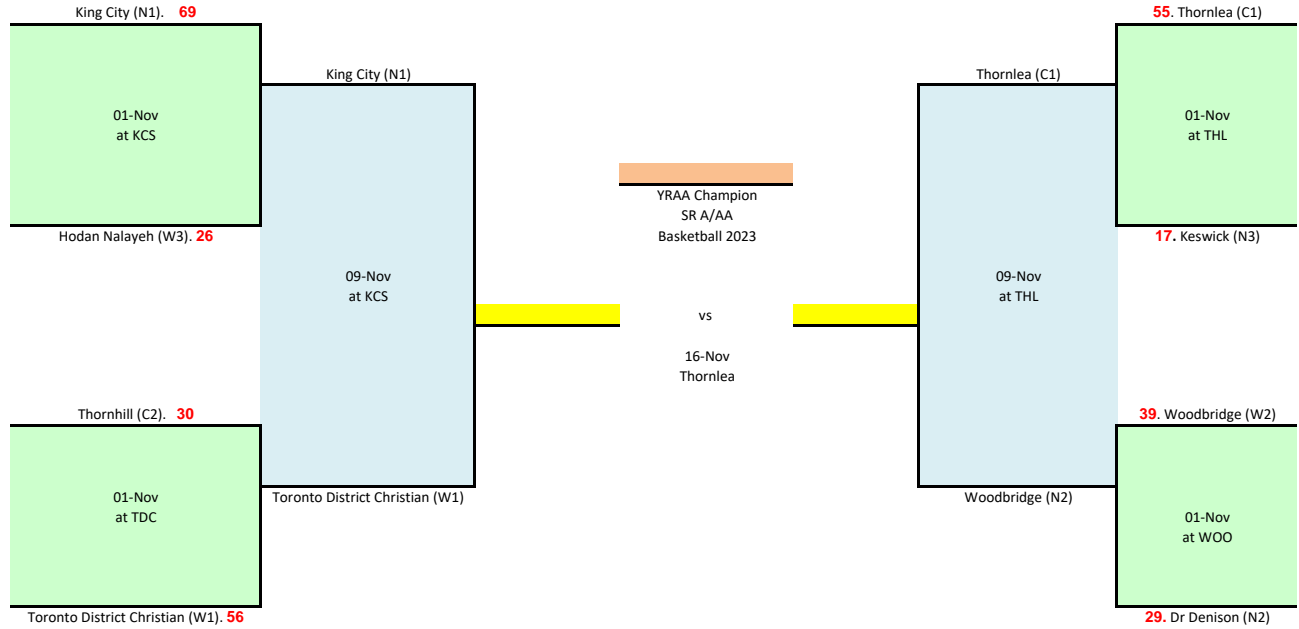 King City (N1). 69
55. Thornlea (C1)
King City (N1)
Thornlea (C1)
01-Nov
at KCS
01-Nov
at THL
YRAA Champion
SR A/AA
Basketball 2023
Hodan Nalayeh (W3). 26
17. Keswick (N3)
09-Nov
at KCS
09-Nov
at THL
vs
16-Nov
Thornlea
Thornhill (C2). 30
39. Woodbridge (W2)
Toronto District Christian (W1)
Woodbridge (N2)
01-Nov
at TDC
01-Nov
at WOO
Toronto District Christian (W1). 56
29. Dr Denison (N2)